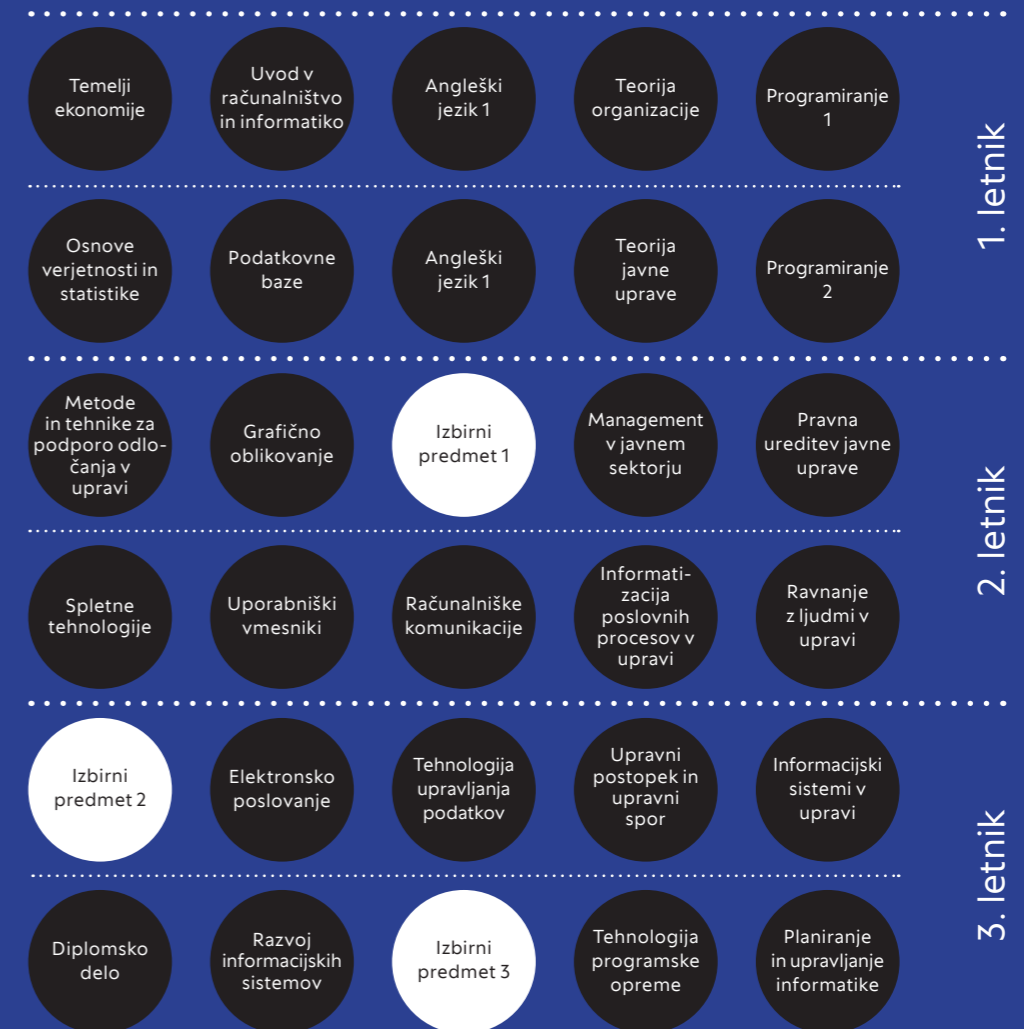 Temelji
ekonomije
Uvod v
računalništvo
in informatiko
Angleški
jezik 1
Teorija
organizacije
Programiranje
1
1. letnik
Osnove
verjetnosti in
statistike
Podatkovne
baze
Angleški
jezik 1
Teorija
javne
uprave
Programiranje
2
Metode
in tehnike za
podporo odlo-
čanja v
upravi
Grafično
oblikovanje
Izbirni
predmet 1
Management
v javnem
sektorju
Pravna
ureditev javne
uprave
2. letnik
Spletne
tehnologije
Uporabniški
vmesniki
Računalniške
komunikacije
Informati-
zacija
poslovnih
procesov v
upravi
Ravnanje
z ljudmi v
upravi
Izbirni
predmet 2
Elektronsko
poslovanje
Tehnologija
upravljanja
podatkov
Upravni
postopek in
upravni
spor
Informacijski
sistemi v
upravi
3. letnik
Diplomsko
delo
Razvoj
informacijskih
sistemov
Izbirni
predmet 3
Tehnologija
programske
opreme
Planiranje
in upravljanje
informatike